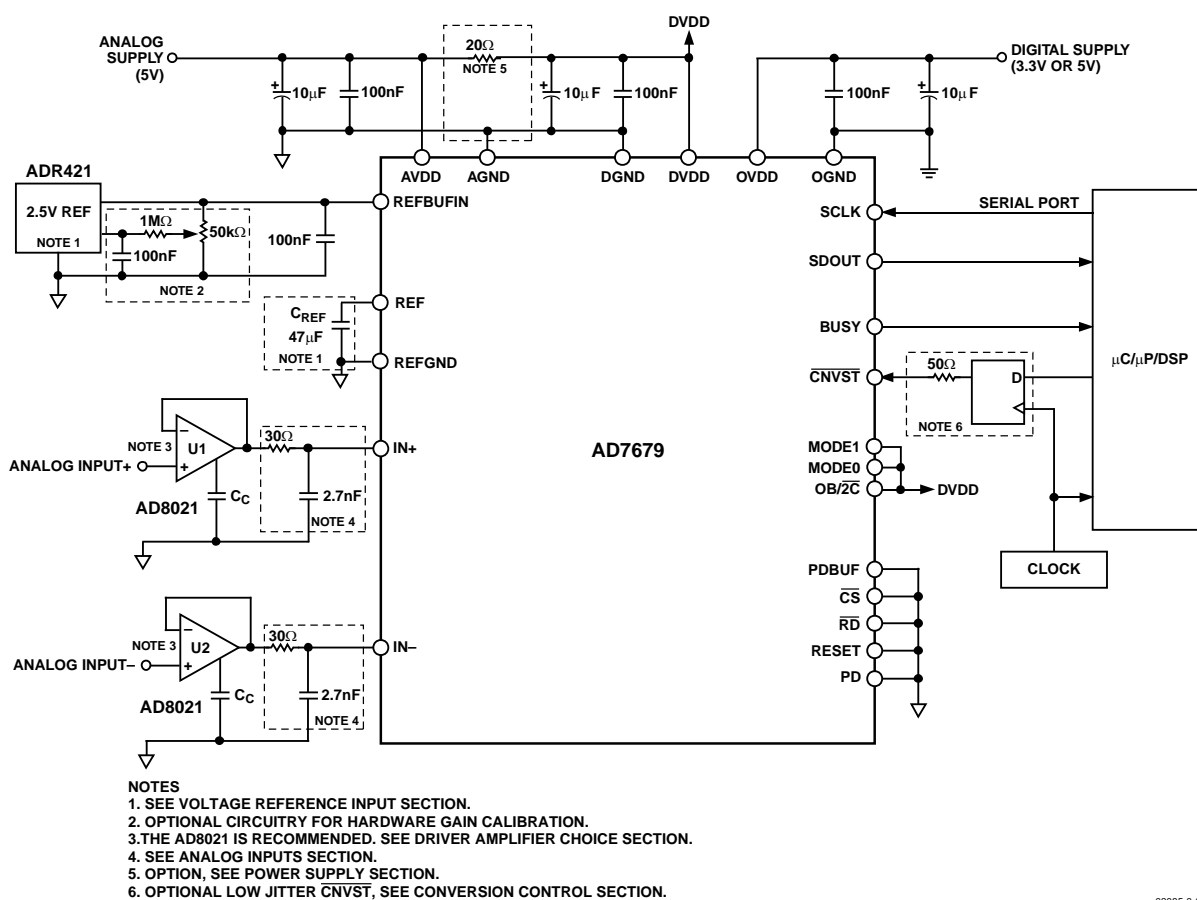 ANALOG
SUPPLY
(5V)
20Ω
NOTE 5
DVDD
DIGITAL SUPPLY
(3.3V OR 5V)
+
10μF
100nF
+
10μF
100nF
100nF
+
10μF
ADR421
2.5V REF
NOTE 1
1MΩ
50kΩ
100nF
NOTE 2
100nF
AVDD
AGND
DGND
DVDD
OVDD
OGND
REFBUFIN
REF
REFGND
CREF
47μF
NOTE 1
IN+
IN–
AD7679
SCLK
SDOUT
BUSY
CNVST
MODE1
MODE0
OB/2C
DVDD
PDBUF
CS
RD
RESET
PD
SERIAL PORT
50Ω
D
NOTE 6
μC/μP/DSP
CLOCK
NOTE 3
–
U1
+
ANALOG INPUT+
AD8021
CC
30Ω
2.7nF
NOTE 4
NOTE 3
–
U2
+
ANALOG INPUT–
AD8021
CC
30Ω
2.7nF
NOTE 4
NOTES
1. SEE VOLTAGE REFERENCE INPUT SECTION.
2. OPTIONAL CIRCUITRY FOR HARDWARE GAIN CALIBRATION.
3.THE AD8021 IS RECOMMENDED. SEE DRIVER AMPLIFIER CHOICE SECTION.
4. SEE ANALOG INPUTS SECTION.
5. OPTION, SEE POWER SUPPLY SECTION.
6. OPTIONAL LOW JITTER CNVST, SEE CONVERSION CONTROL SECTION.